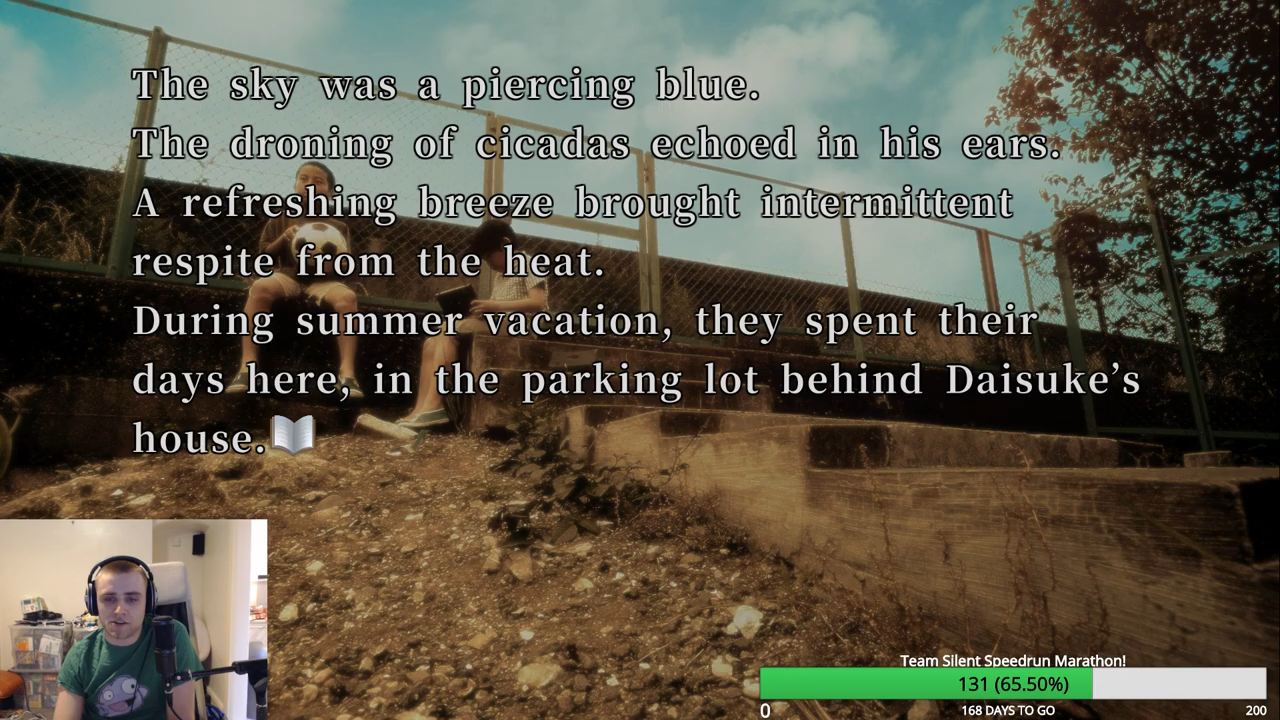 The sky was a piercing blue.
The droning of cicadas echoed in his ears.
A refreshing breeze brought intermittent
respite from the heat.
During summer vacation, they spent their
days here, in the parking lot behind Daisuke's
house.
Team Silent Speedrun Marathon!
131 (65.50%)
0
168 DAYS TO GO
200